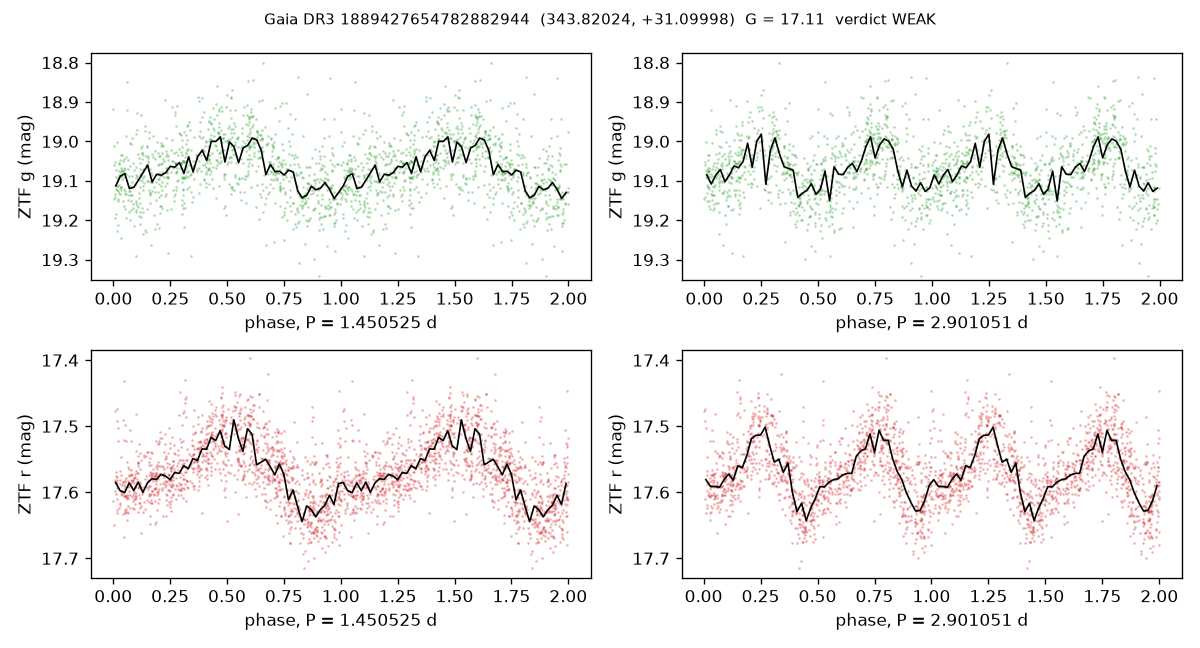 Gaia DR3 1889427654782882944 (343.82024, +31.09998) G = 17.11 verdict WEAK
18.8
18.9
19.0
19.1
19.2
19.3
ZTF g (mag)
0.00 0.25 0.50 0.75 1.00 1.25 1.50 1.75 2.00
phase, P = 1.450525 d
18.8
18.9
19.0
19.1
19.2
19.3
ZTF g (mag)
0.00 0.25 0.50 0.75 1.00 1.25 1.50 1.75 2.00
phase, P = 2.901051 d
17.4
17.5
17.6
17.7
ZTF r (mag)
0.00 0.25 0.50 0.75 1.00 1.25 1.50 1.75 2.00
phase, P = 1.450525 d
17.4
17.5
17.6
17.7
ZTF r (mag)
0.00 0.25 0.50 0.75 1.00 1.25 1.50 1.75 2.00
phase, P = 2.901051 d